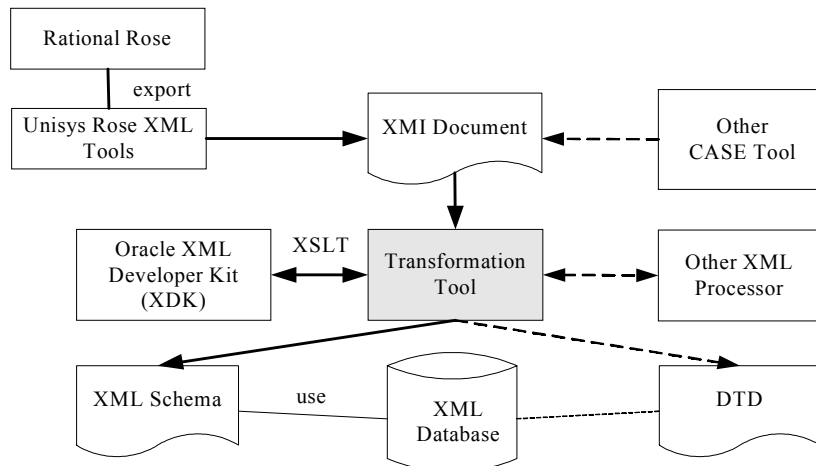 Rational Rose
export
Unisys Rose XML
Tools
XMI Document
Other
CASE Tool
Oracle XML
Developer Kit
(XDK)
XSLT
Transformation
Tool
Other XML
Processor
XML Schema
use
XML
Database
DTD